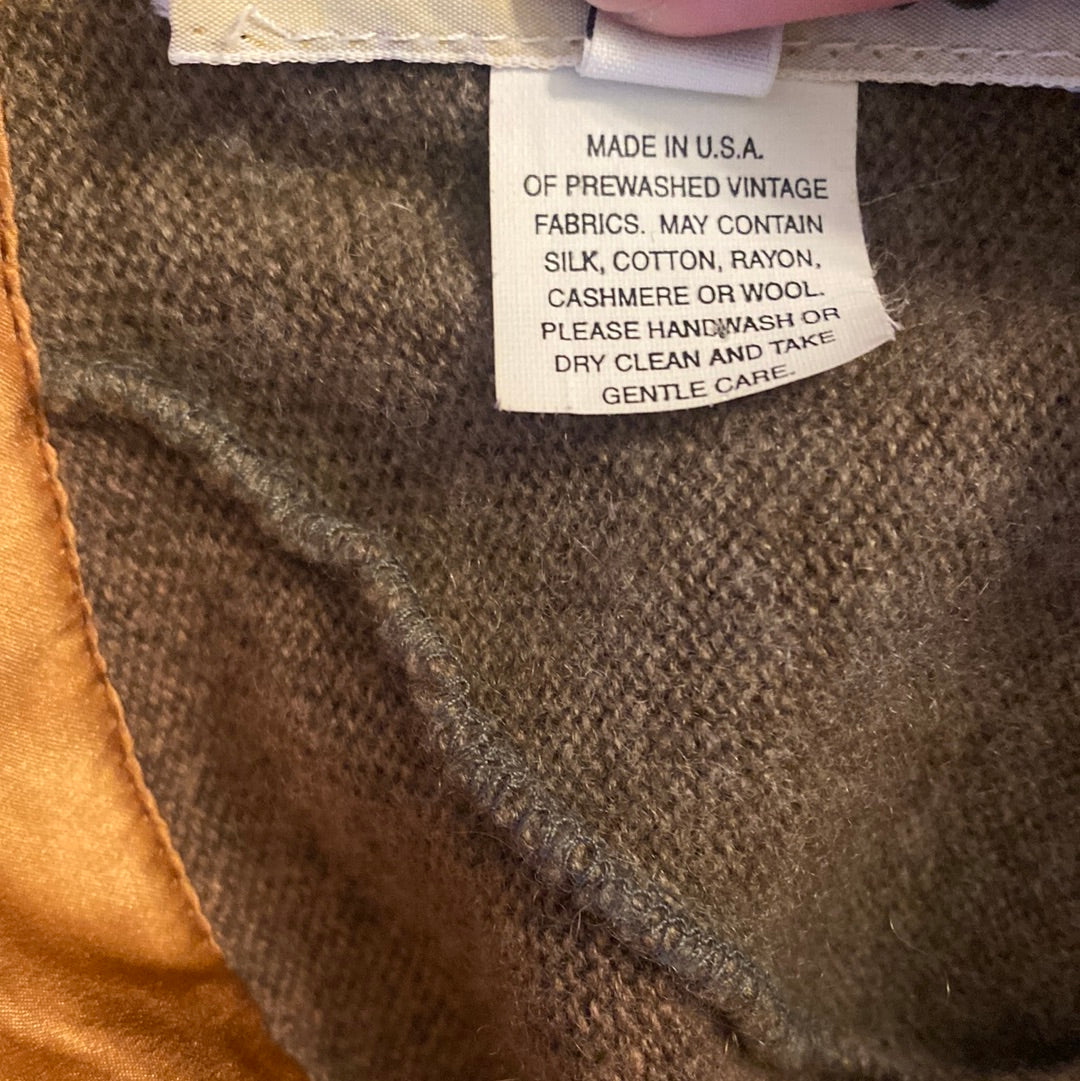 MADE IN U.S.A.
OF PREWASHED VINTAGE
FABRICS. MAY CONTAIN
SILK, COTTON, RAYON,
CASHMERE OR WOOL.
PLEASE HANDWASH OR
DRY CLEAN AND TAKE
GENTLE CARE.